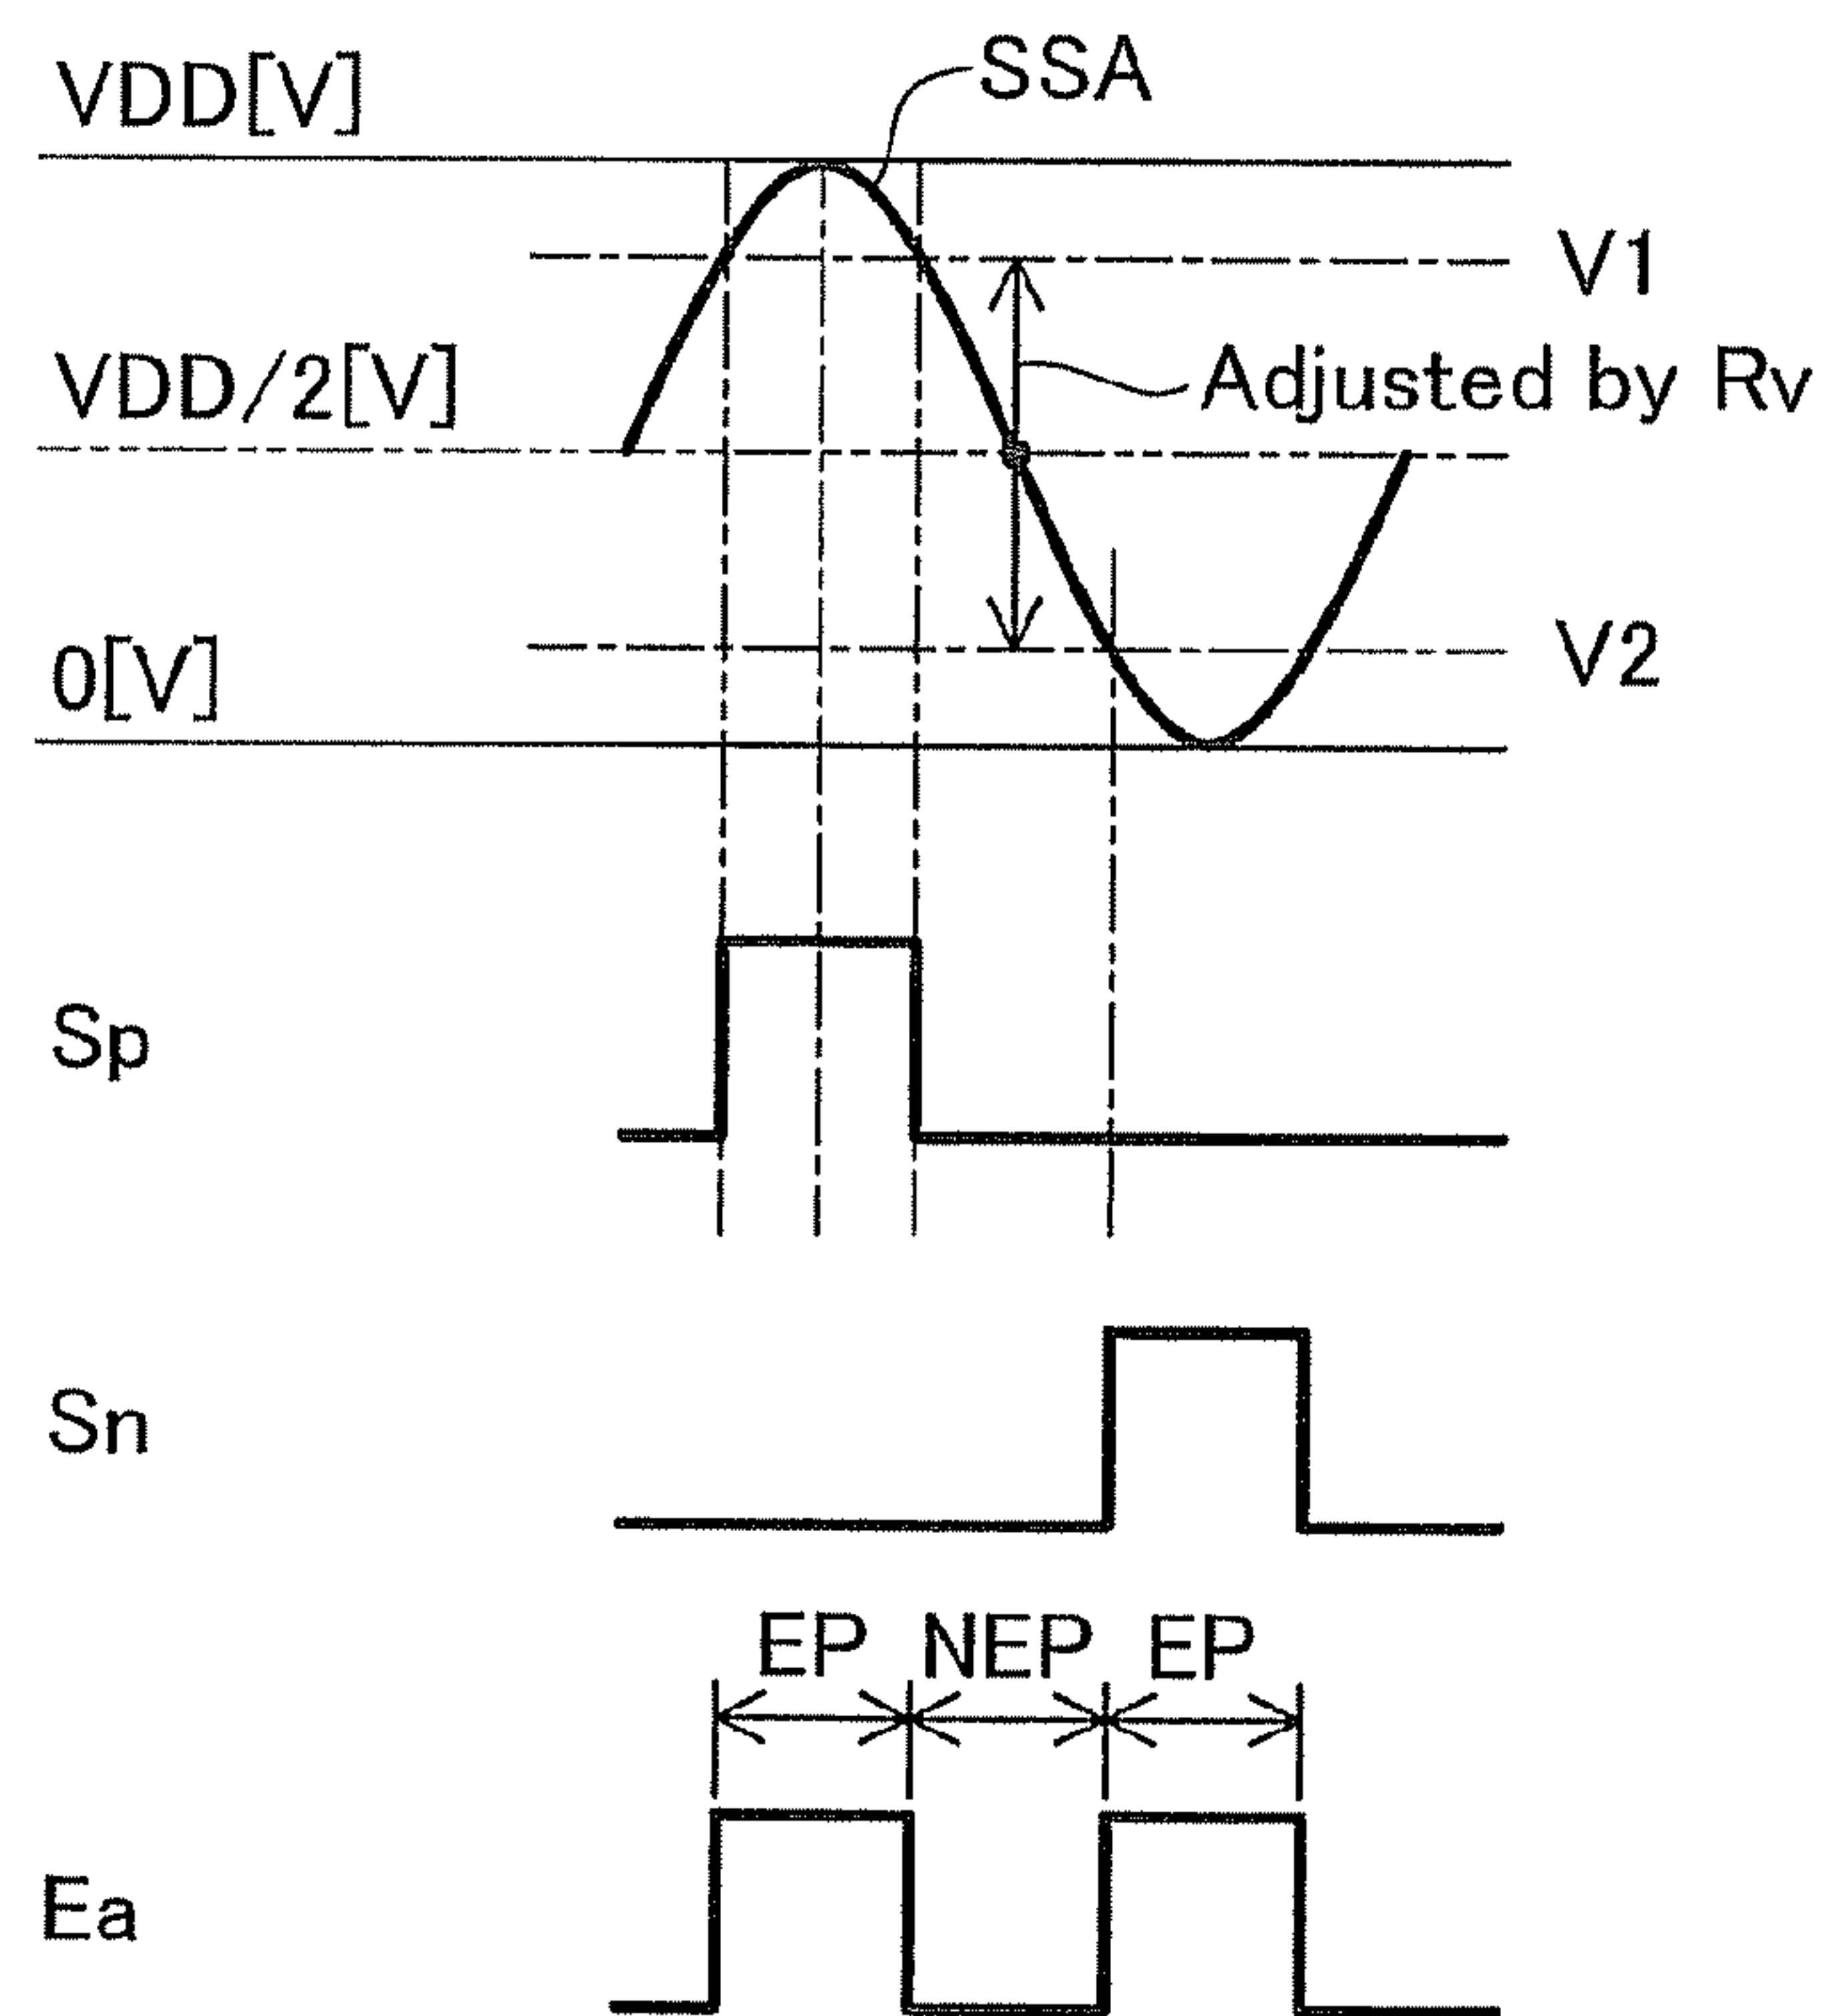 VDD[V]
SSA
V1
VDD/2[V]
Adjusted by Rv
0[V]
V2
Sp
Sn
EP NEP EP
Ea